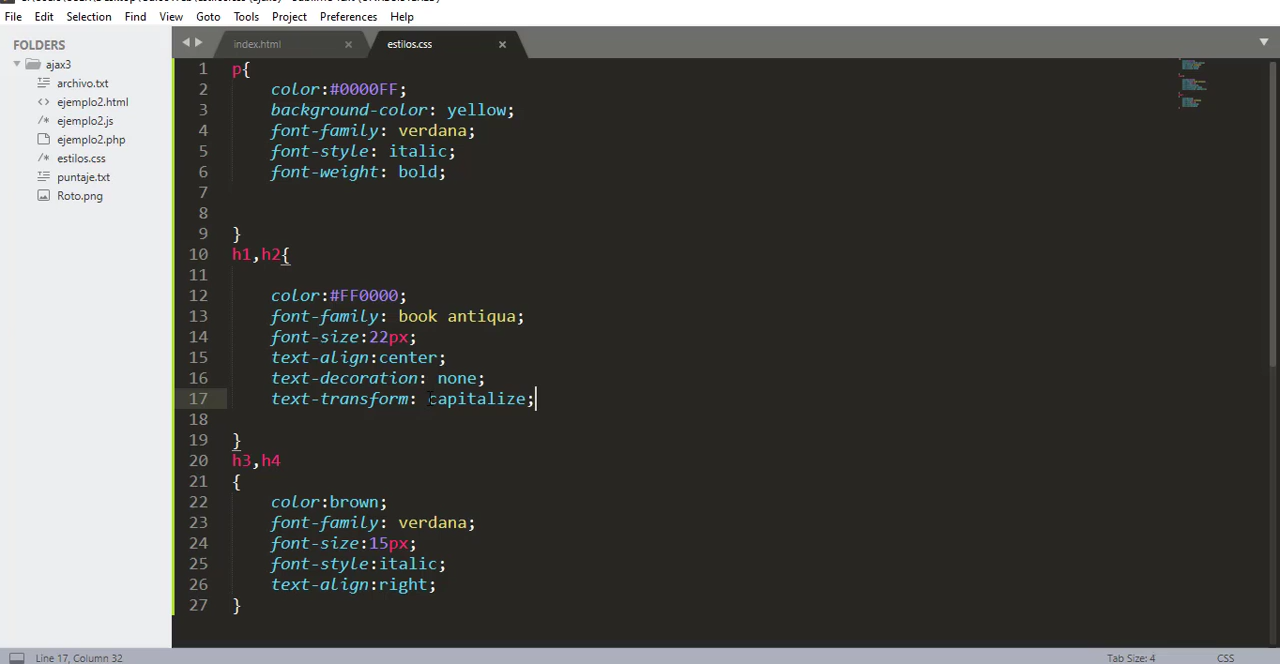 File Edit Selection Find View Goto Tools Project Preferences Help
FOLDERS
ajax3
archivo.txt
ejemplo2.html
ejemplo2.js
ejemplo2.php
estilos.css
puntaje.txt
Roto.png
index.html × estilos.css ×
1 p{
2 color:#0000FF;
3 background-color: yellow;
4 font-family: verdana;
5 font-style: italic;
6 font-weight: bold;
7
8
9 }
10 h1,h2{
11
12 color:#FF0000;
13 font-family: book antiqua;
14 font-size:22px;
15 text-align:center;
16 text-decoration: none;
17 text-transform: capitalize;
18
19 }
20 h3,h4
21 {
22 color:brown;
23 font-family: verdana;
24 font-size:15px;
25 font-style:italic;
26 text-align:right;
27 }
Line 17, Column 32 Tab Size: 4 CSS